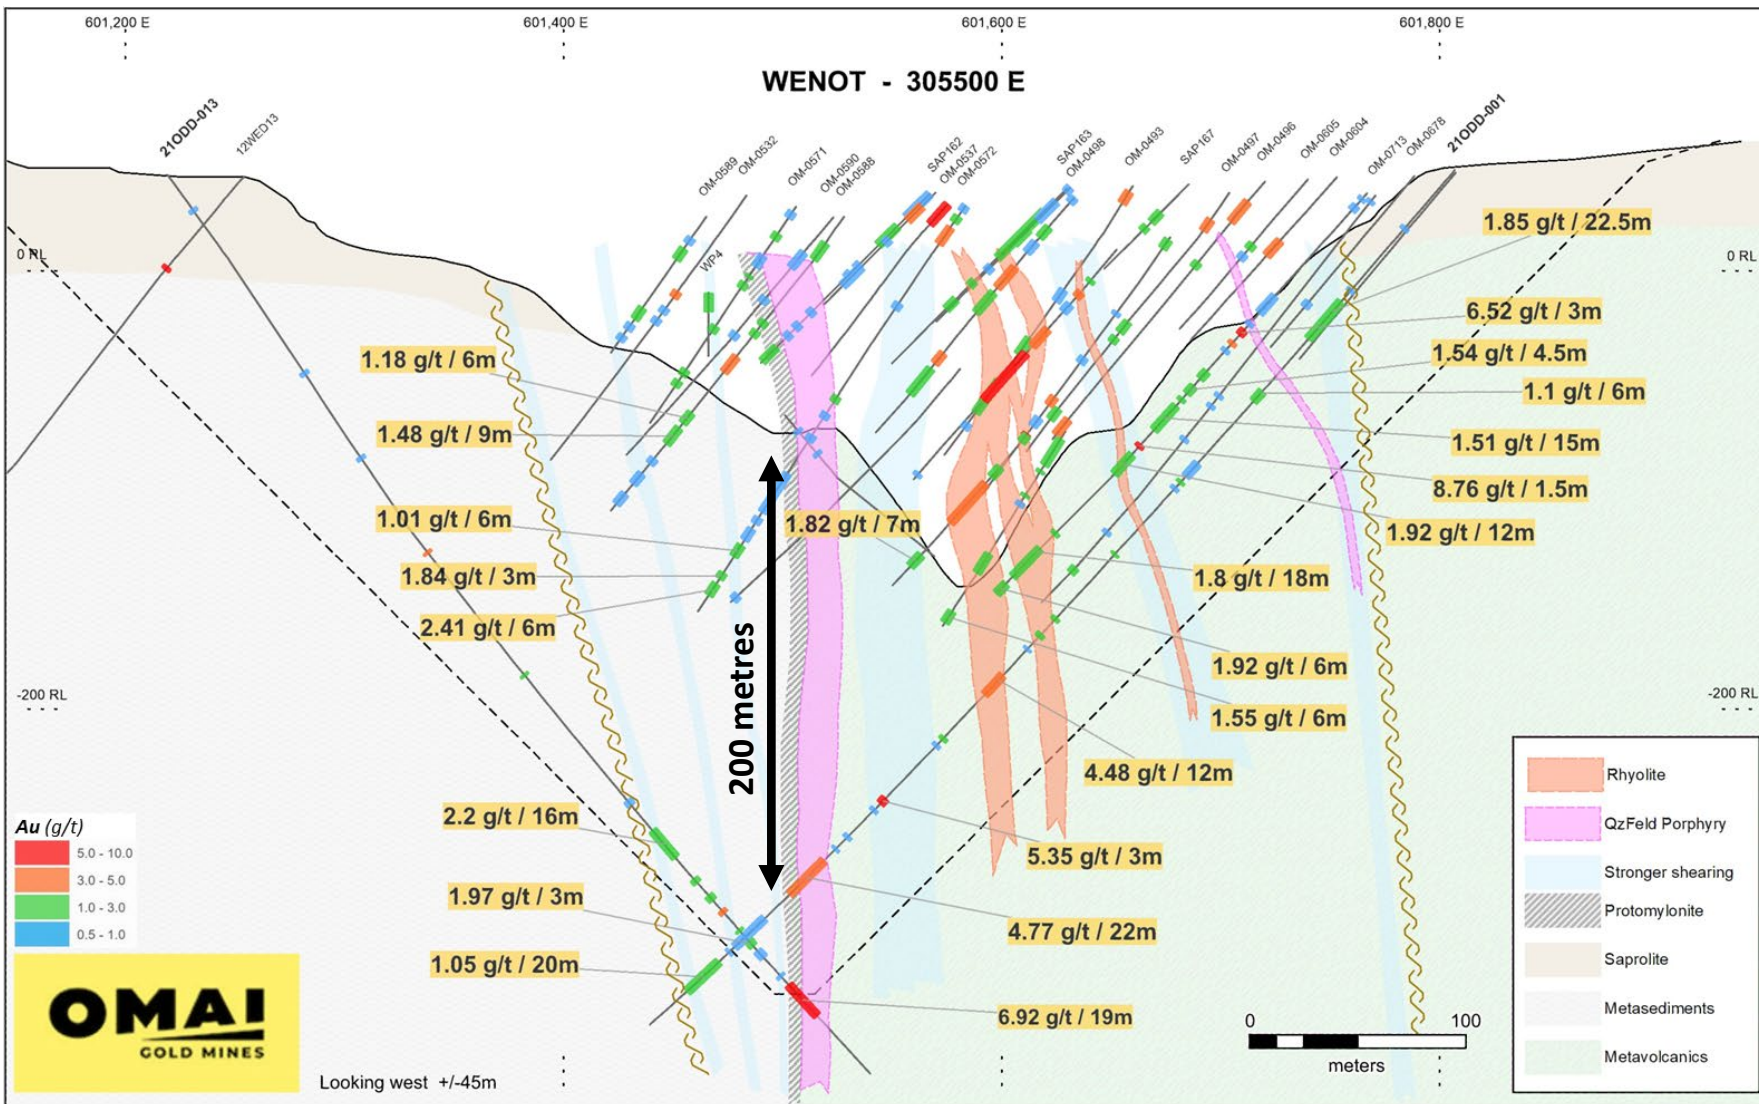 601,200 E
601,400 E
601,600 E
601,800 E
WENOT - 305500 E
21ODD-013
12WED13
OM-0589
OM-0532
OM-0571
OM-0590
OM-0588
SAP162
OM-0537
OM-0572
SAP163
OM-0498
OM-0493
SAP167
OM-0497
OM-0496
OM-0605
OM-0604
OM-0713
OM-0678
21ODD-001
WP4
0 RL
0 RL
-200 RL
-200 RL
1.85 g/t / 22.5m
6.52 g/t / 3m
1.54 g/t / 4.5m
1.1 g/t / 6m
1.51 g/t / 15m
8.76 g/t / 1.5m
1.92 g/t / 12m
1.8 g/t / 18m
1.92 g/t / 6m
1.55 g/t / 6m
4.48 g/t / 12m
5.35 g/t / 3m
4.77 g/t / 22m
6.92 g/t / 19m
1.18 g/t / 6m
1.48 g/t / 9m
1.01 g/t / 6m
1.84 g/t / 3m
2.41 g/t / 6m
1.82 g/t / 7m
2.2 g/t / 16m
1.97 g/t / 3m
1.05 g/t / 20m
200 metres
Au (g/t)
5.0 - 10.0
3.0 - 5.0
1.0 - 3.0
0.5 - 1.0
OMAI
GOLD MINES
Looking west +/-45m
0 100
meters
Rhyolite
QzFeld Porphyry
Stronger shearing
Protomylonite
Saprolite
Metasediments
Metavolcanics